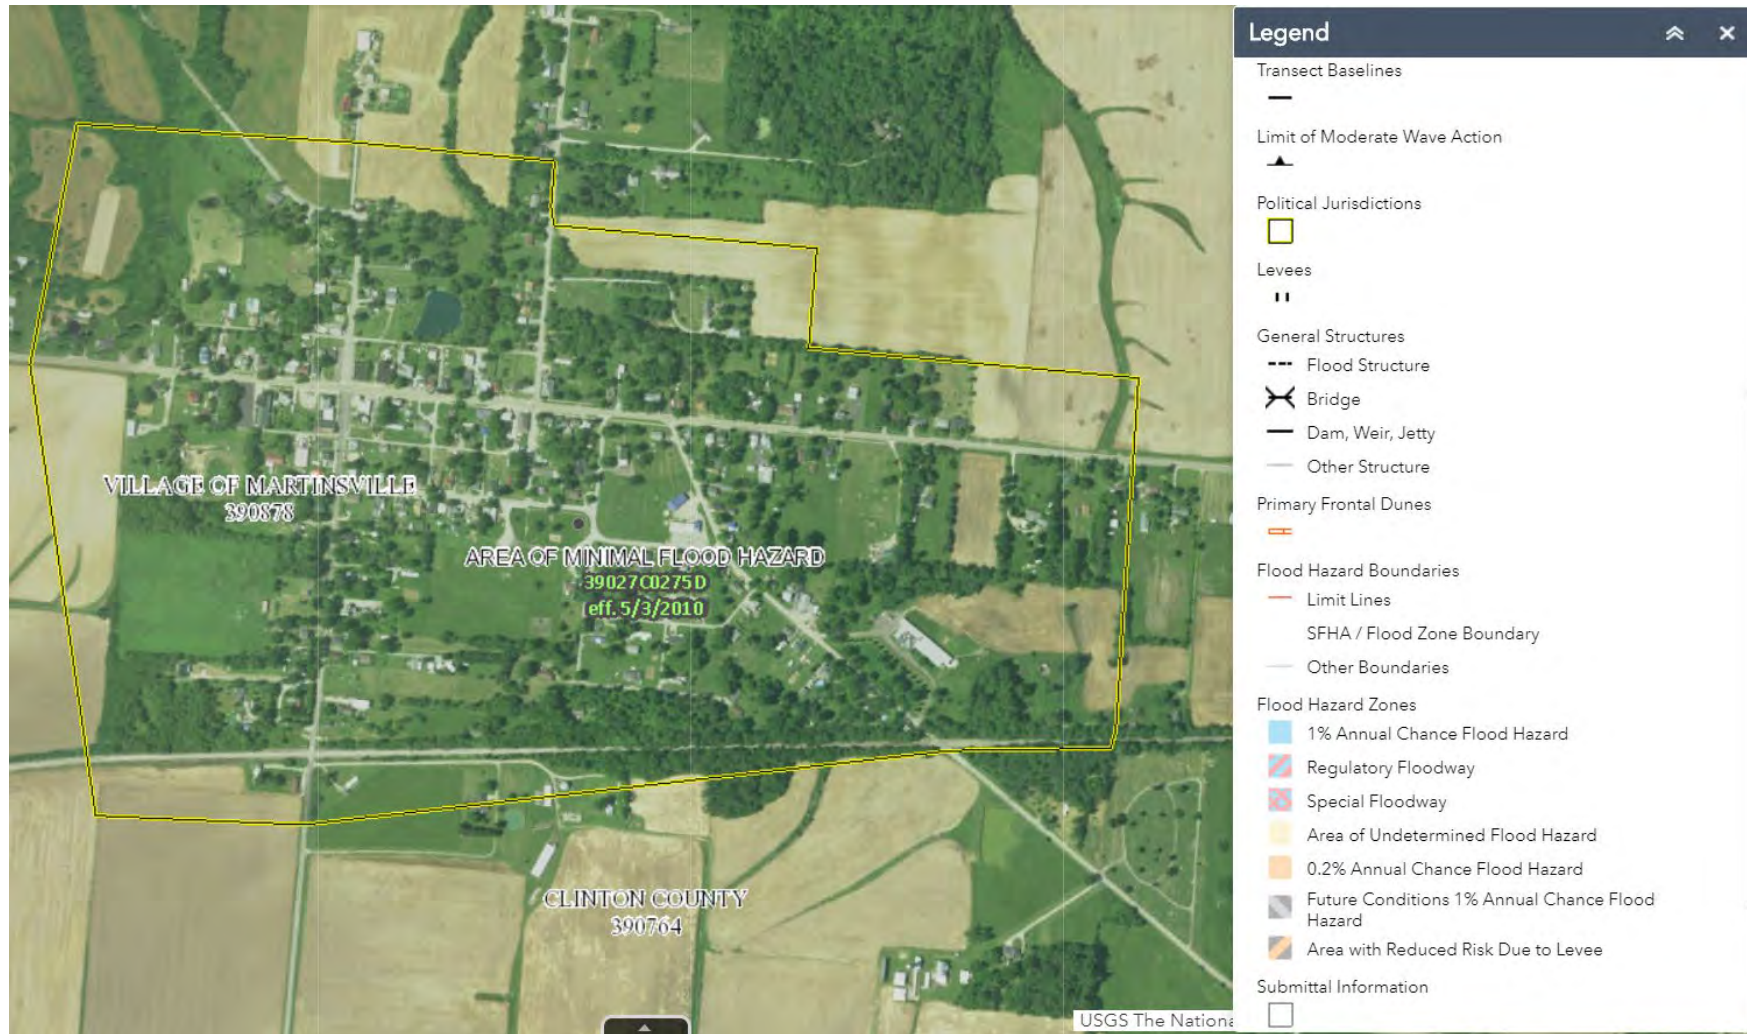 VILLAGE OF MARTINSVILLE
390878
AREA OF MINIMAL FLOOD HAZARD
39027C0275D
eff. 5/3/2010
CLINTON COUNTY
390764
USGS The Nationa
Legend
Transect Baselines
Limit of Moderate Wave Action
Political Jurisdictions
Levees
General Structures
Flood Structure
Bridge
Dam, Weir, Jetty
Other Structure
Primary Frontal Dunes
Flood Hazard Boundaries
Limit Lines
SFHA / Flood Zone Boundary
Other Boundaries
Flood Hazard Zones
1% Annual Chance Flood Hazard
Regulatory Floodway
Special Floodway
Area of Undetermined Flood Hazard
0.2% Annual Chance Flood Hazard
Future Conditions 1% Annual Chance Flood
Hazard
Area with Reduced Risk Due to Levee
Submittal Information